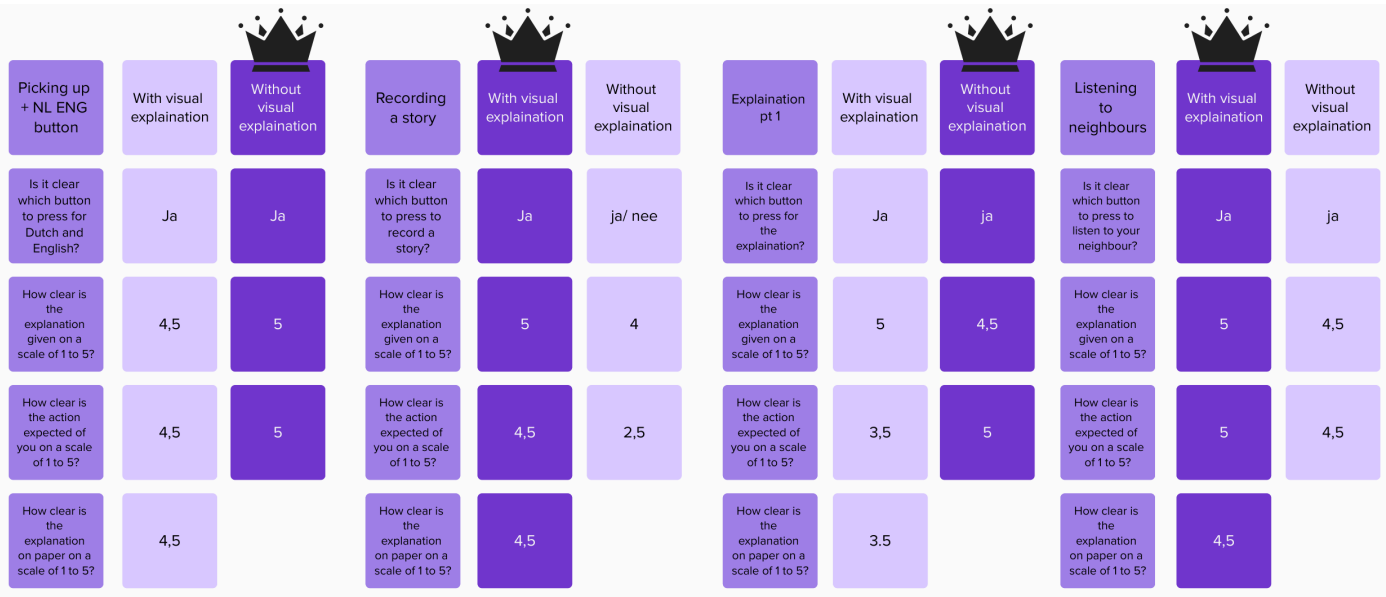 Picking up
+ NL ENG
button
With visual
explaination
Without
visual
explaination
Is it clear
which button
to press for
Dutch and
English?
Ja
Ja
How clear is
the
explanation
given on a
scale of 1 to 5?
4,5
5
How clear is
the action
expected of
you on a scale
of 1 to 5?
4,5
5
How clear is
the
explanation
on paper on a
scale of 1 to 5?
4,5
Recording
a story
With visual
explaination
Without
visual
explaination
Is it clear
which button
to press to
record a
story?
Ja
ja/ nee
How clear is
the
explanation
given on a
scale of 1 to 5?
5
4
How clear is
the action
expected of
you on a scale
of 1 to 5?
4,5
2,5
How clear is
the
explanation
on paper on a
scale of 1 to 5?
4,5
Explaination
pt 1
With visual
explaination
Without
visual
explaination
Is it clear
which button
to press for
the
explaination?
Ja
ja
How clear is
the
explanation
given on a
scale of 1 to 5?
5
4,5
How clear is
the action
expected of
you on a scale
of 1 to 5?
3,5
5
How clear is
the
explanation
on paper on a
scale of 1 to 5?
3.5
Listening
to
neighbours
With visual
explaination
Without
visual
explaination
Is it clear
which button
to press to
listen to your
neighbour?
Ja
ja
How clear is
the
explanation
given on a
scale of 1 to 5?
5
4,5
How clear is
the action
expected of
you on a scale
of 1 to 5?
5
4,5
How clear is
the
explanation
on paper on a
scale of 1 to 5?
4,5